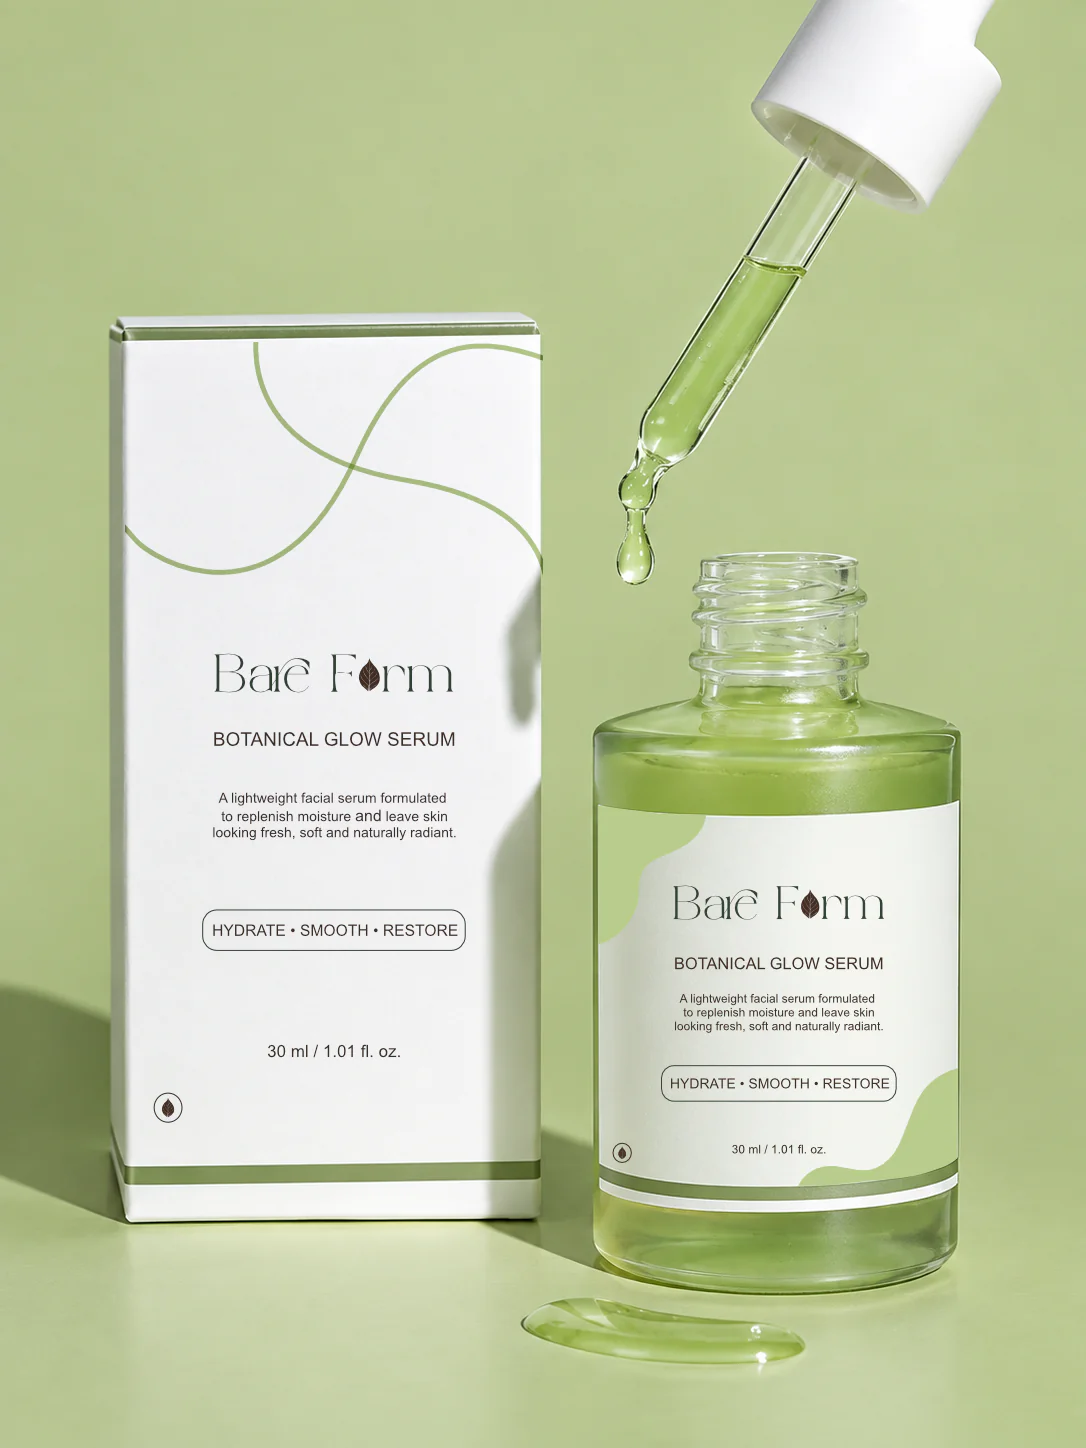 Bare Form
BOTANICAL GLOW SERUM
A lightweight facial serum formulated
to replenish moisture and leave skin
looking fresh, soft and naturally radiant.
HYDRATE • SMOOTH • RESTORE
30 ml / 1.01 fl. oz.
Bare Form
BOTANICAL GLOW SERUM
A lightweight facial serum formulated
to replenish moisture and leave skin
looking fresh, soft and naturally radiant.
HYDRATE • SMOOTH • RESTORE
30 ml / 1.01 fl. oz.